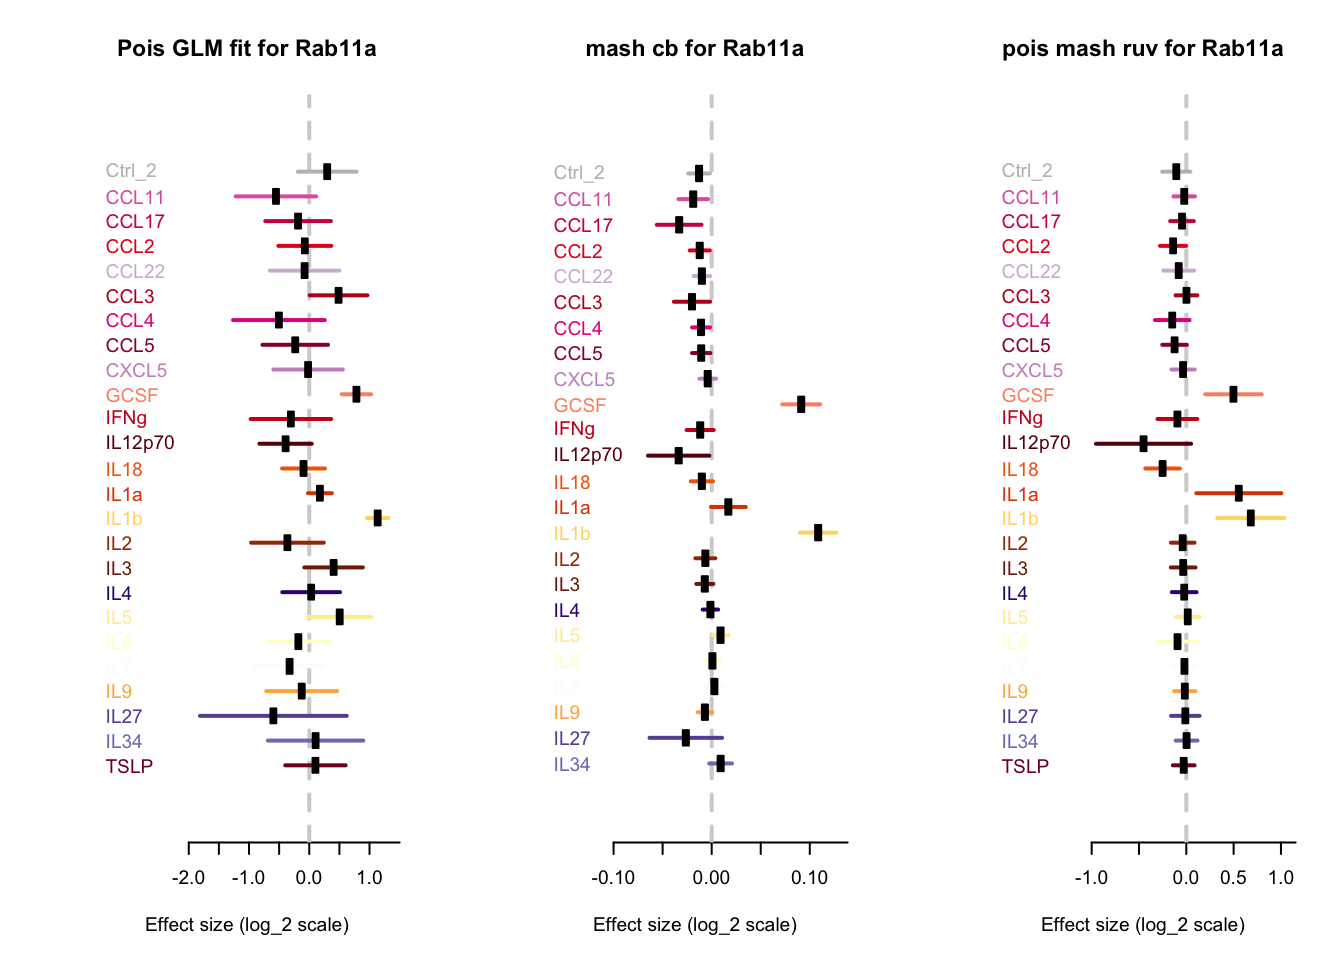 Pois GLM fit for Rab11a
Ctrl_2
CCL11
CCL17
CCL2
CCL22
CCL3
CCL4
CCL5
CXCL5
GCSF
IFNg
IL12p70
IL18
IL1a
IL1b
IL2
IL3
IL4
IL5
IL6
IL7
IL9
IL27
IL34
TSLP
-2.0 -1.0 0.0 1.0
Effect size (log_2 scale)
mash cb for Rab11a
Ctrl_2
CCL11
CCL17
CCL2
CCL22
CCL3
CCL4
CCL5
CXCL5
GCSF
IFNg
IL12p70
IL18
IL1a
IL1b
IL2
IL3
IL4
IL5
IL6
IL7
IL9
IL27
IL34
-0.10 0.00 0.10
Effect size (log_2 scale)
pois mash ruv for Rab11a
Ctrl_2
CCL11
CCL17
CCL2
CCL22
CCL3
CCL4
CCL5
CXCL5
GCSF
IFNg
IL12p70
IL18
IL1a
IL1b
IL2
IL3
IL4
IL5
IL6
IL7
IL9
IL27
IL34
TSLP
-1.0 0.0 0.5 1.0
Effect size (log_2 scale)